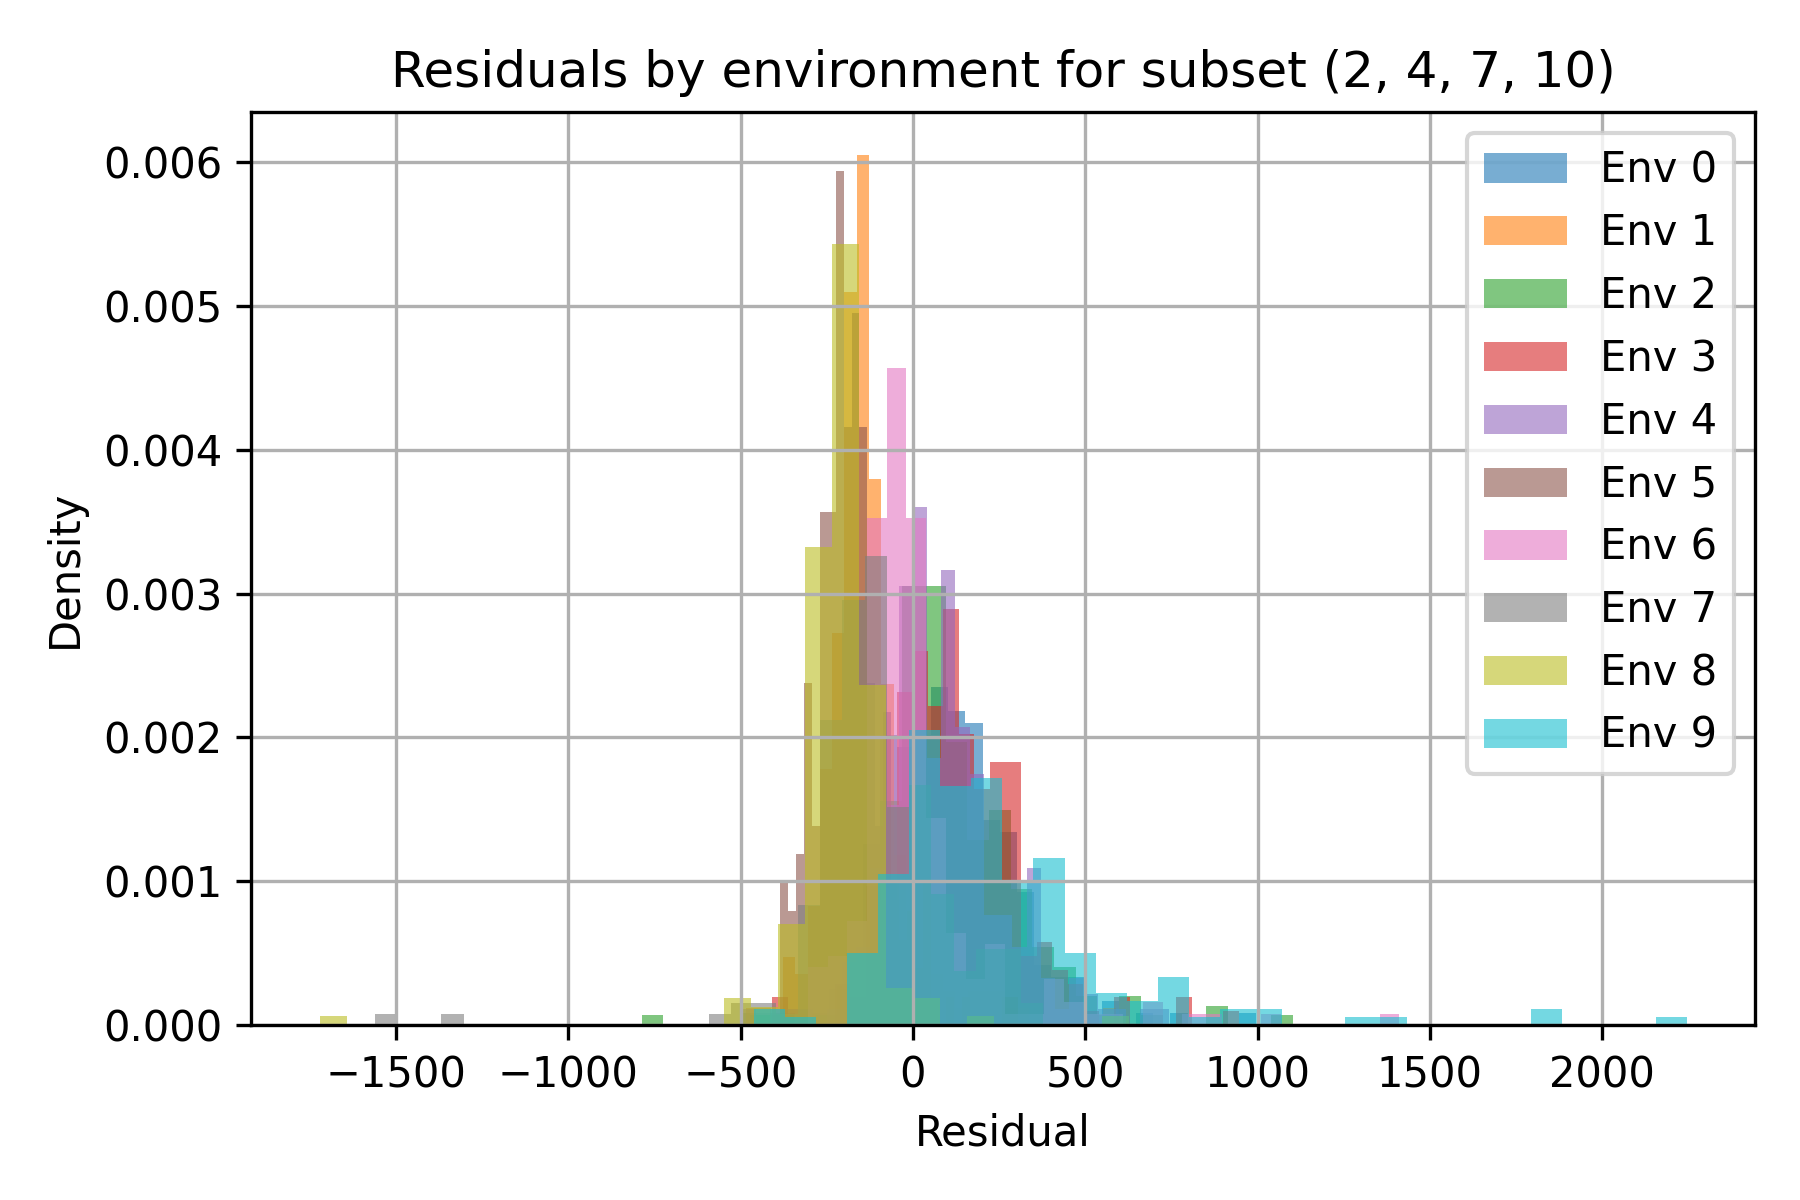 Residuals by environment for subset (2, 4, 7, 10)
0.006
0.005
0.004
0.003
0.002
0.001
0.000
Density
−1500
−1000
−500
0
500
1000
1500
2000
Residual
Env 0
Env 1
Env 2
Env 3
Env 4
Env 5
Env 6
Env 7
Env 8
Env 9